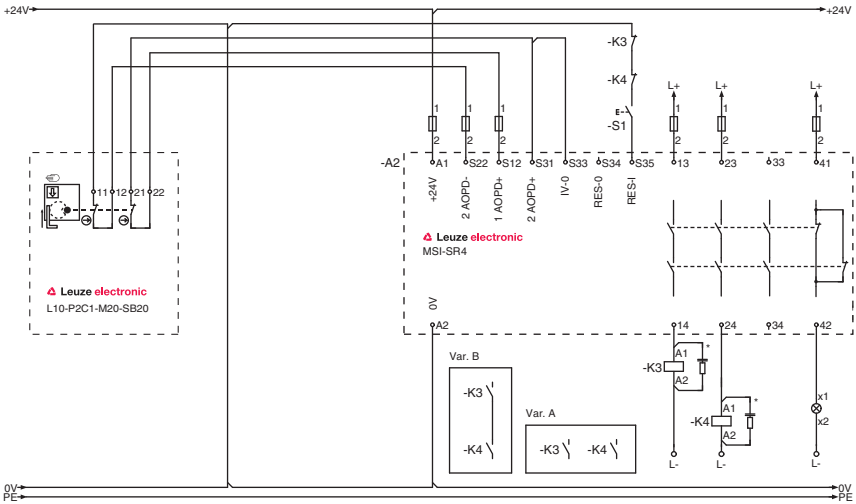 +24V +24V
-K3
-K4
E--
-S1
L+ L+ L+
1 1 1 1 1 1
2 2 2 2 2 2
-A2 A1 S22 S12 S31 S33 S34 S35 13 23 33 41
+24V 2 AOPD- 1 AOPD+ 2 AOPD+ IV-0 RES-0 RES-I
11 12 21 22
Leuze electronic
MSI-SR4
Leuze electronic
L10-P2C1-M20-SB20
0V
A2 14 24 34 42
Var. B
-K3
-K4
Var. A
-K3 -K4
-K3 A1 *
A2
-K4 A1 *
A2
x1
x2
L- L- L-
0V 0V
PE PE